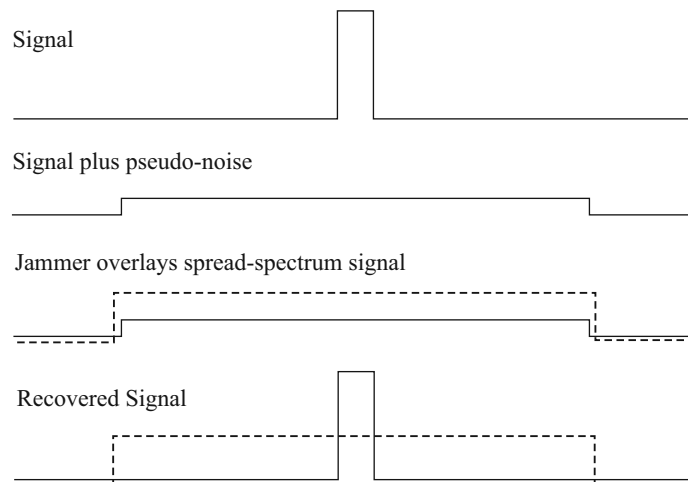 Signal
Signal plus pseudo-noise
Jammer overlays spread-spectrum signal
Recovered Signal